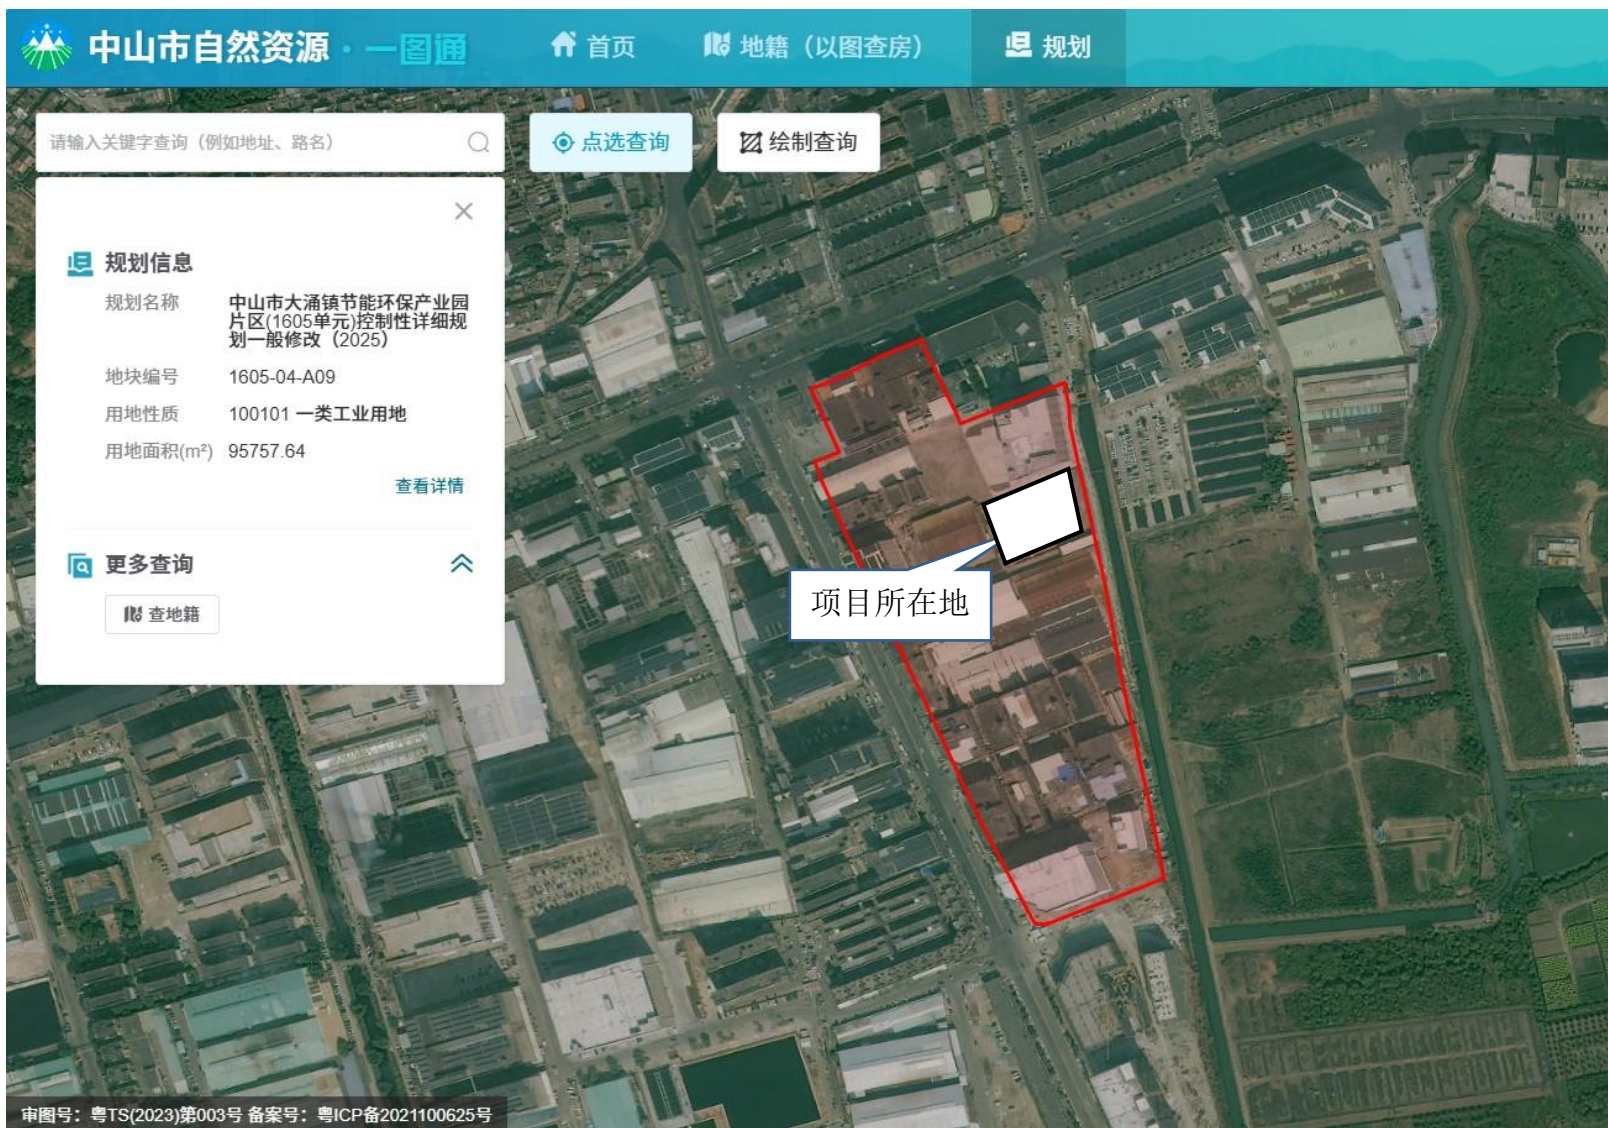 中山市自然资源·一图通
首页
地籍（以图查房）
规划
请输入关键字查询（例如地址、路名）
点选查询
绘制查询
规划信息
规划名称
中山市大涌镇节能环保产业园
片区(1605单元)控制性详细规
划一般修改（2025）
地块编号 1605-04-A09
用地性质 100101 一类工业用地
用地面积(m²) 95757.64
查看详情
更多查询
查地籍
项目所在地
审图号：粤TS(2023)第003号 备案号：粤ICP备2021100625号